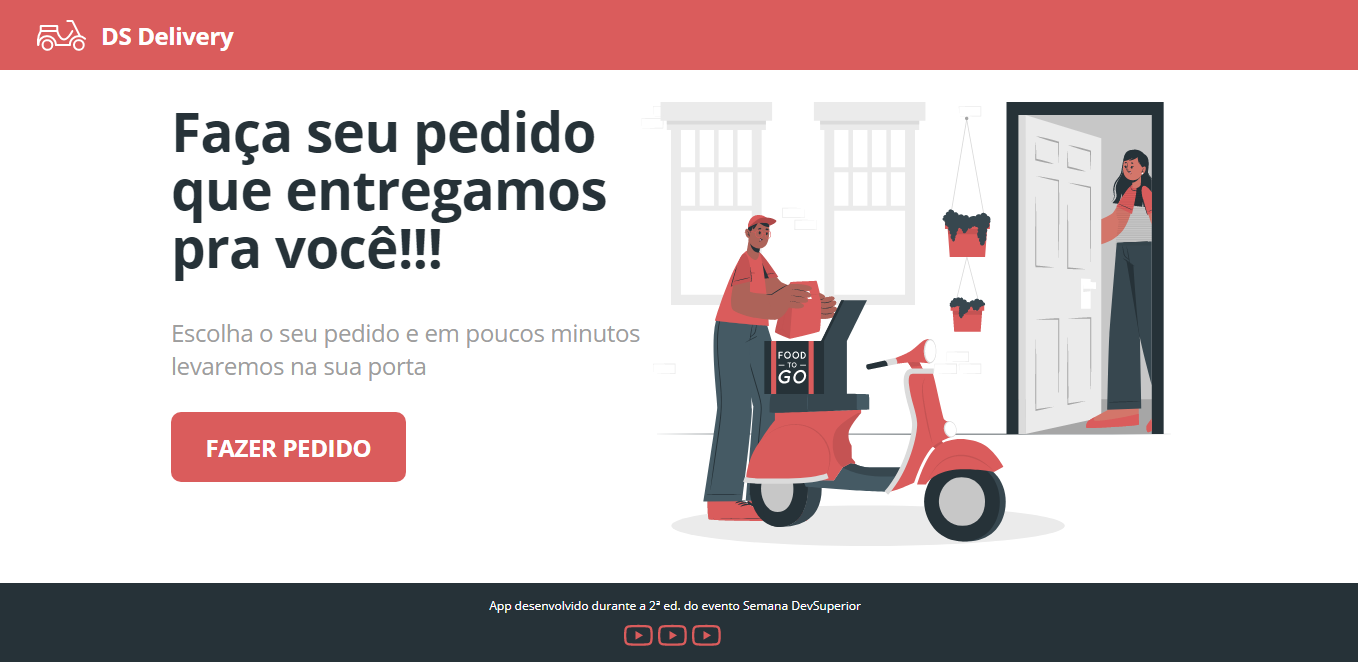 DS Delivery
Faça seu pedido
que entregamos
pra você!!!
Escolha o seu pedido e em poucos minutos
levaremos na sua porta
FAZER PEDIDO
FOOD
TO
GO
App desenvolvido durante a 2ª ed. do evento Semana DevSuperior